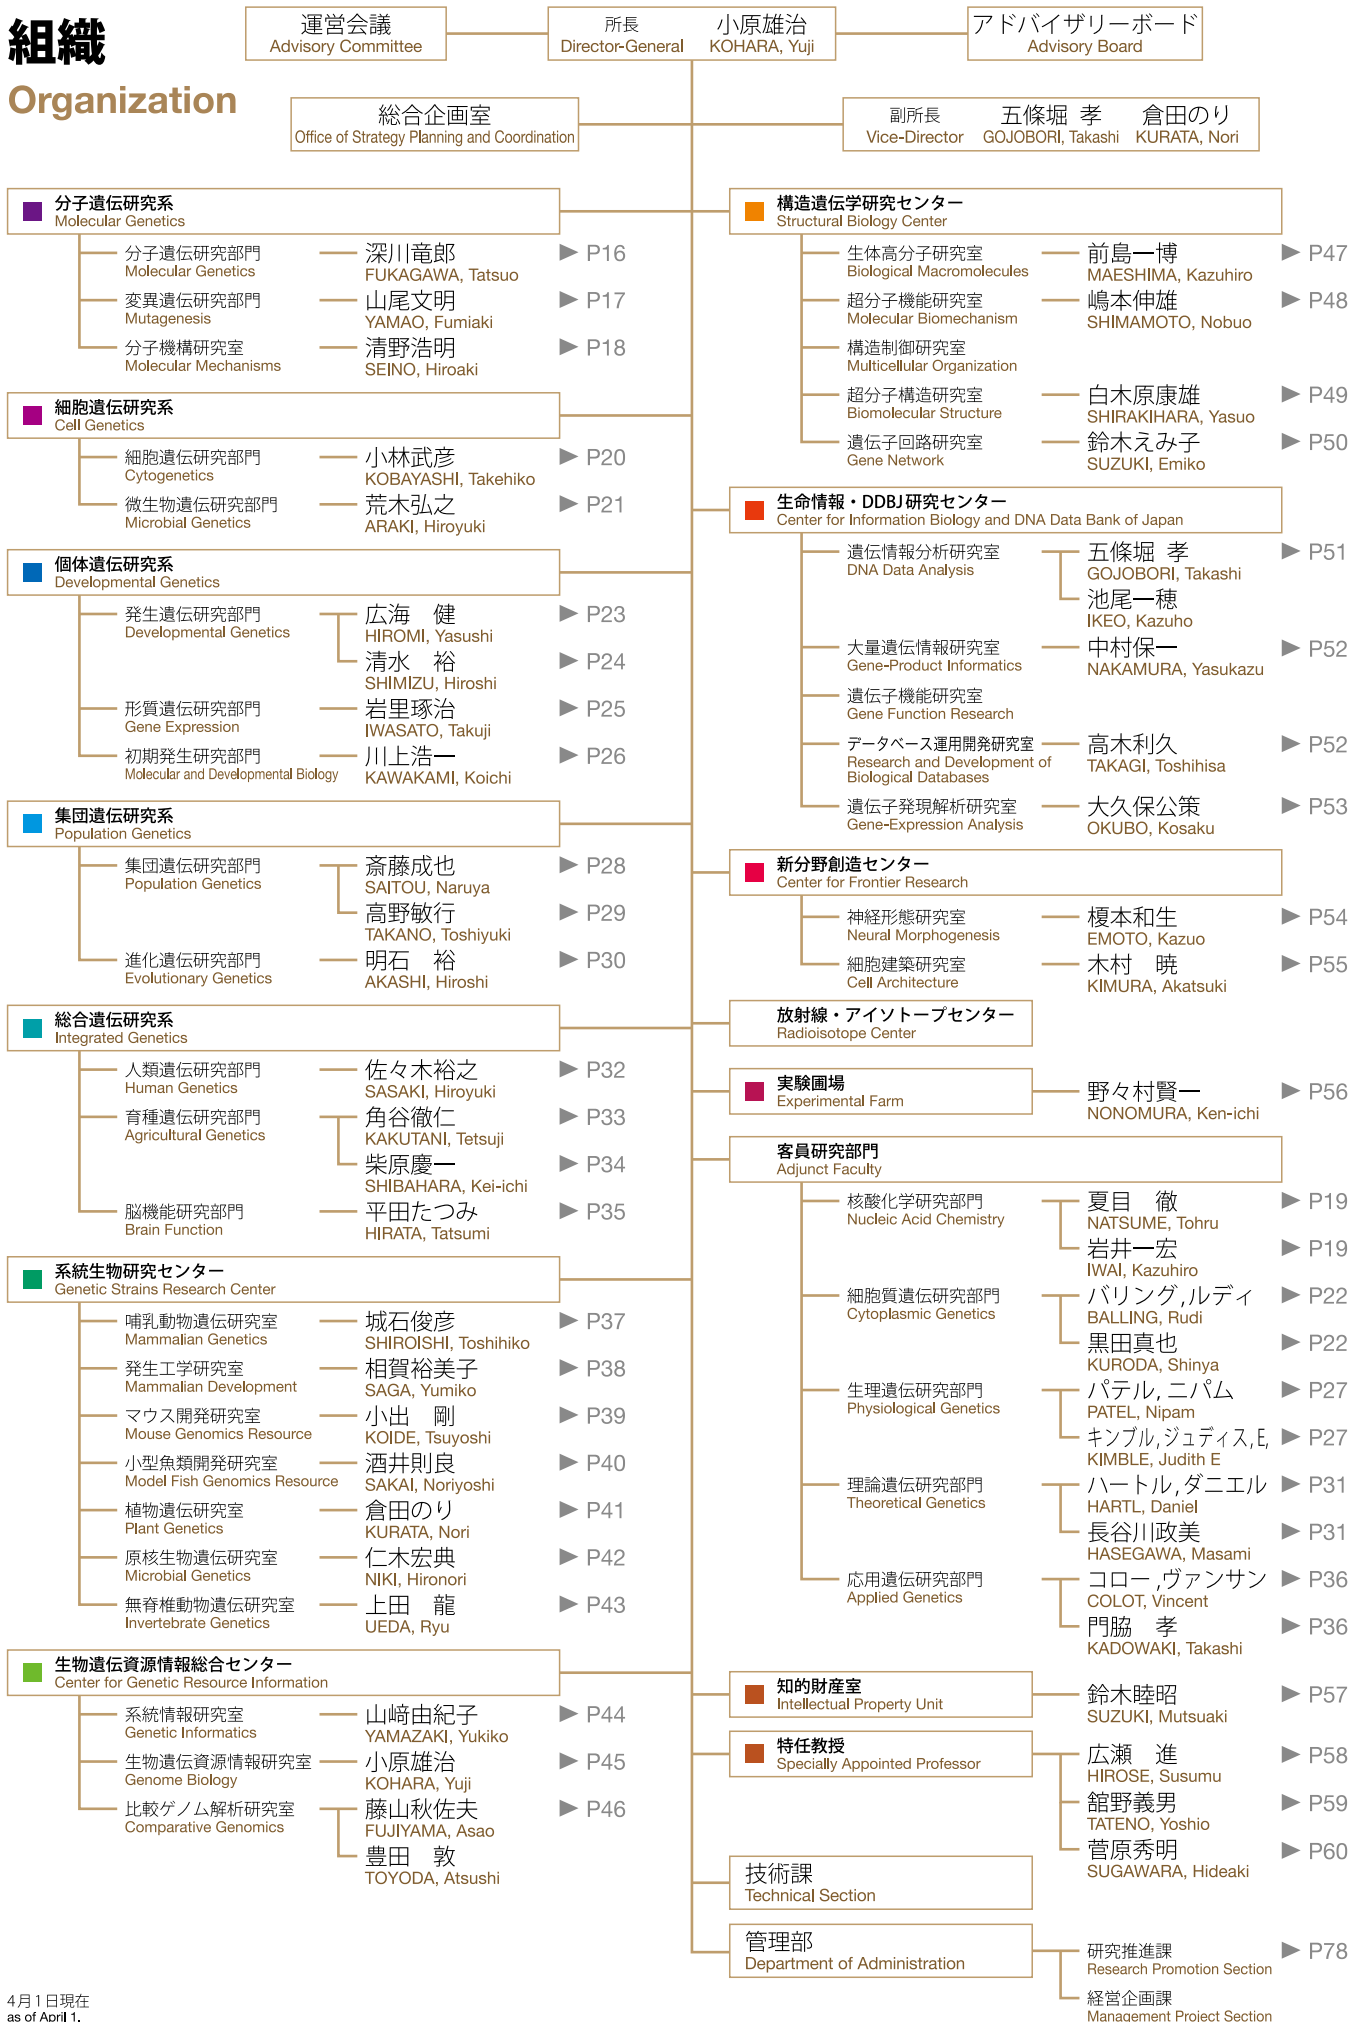 組織
Organization
運営会議
Advisory Committee
所長 小原雄治
Director-General KOHARA, Yuji
アドバイザリーボード
Advisory Board
総合企画室
Office of Strategy Planning and Coordination
副所長 五條堀 孝 倉田のり
Vice-Director GOJOBORI, Takashi KURATA, Nori
分子遺伝研究系
Molecular Genetics
分子遺伝研究部門 深川竜郎 ▶ P16
Molecular Genetics FUKAGAWA, Tatsuo
変異遺伝研究部門 山尾文明 ▶ P17
Mutagenesis YAMAO, Fumiaki
分子機構研究室 清野浩明 ▶ P18
Molecular Mechanisms SEINO, Hiroaki
細胞遺伝研究系
Cell Genetics
細胞遺伝研究部門 小林武彦 ▶ P20
Cytogenetics KOBAYASHI, Takehiko
微生物遺伝研究部門 荒木弘之 ▶ P21
Microbial Genetics ARAKI, Hiroyuki
個体遺伝研究系
Developmental Genetics
発生遺伝研究部門 広海 健 ▶ P23
Developmental Genetics HIROMI, Yasushi
清水 裕 ▶ P24
SHIMIZU, Hiroshi
形質遺伝研究部門 岩里琢治 ▶ P25
Gene Expression IWASATO, Takuji
初期発生研究部門 川上浩一 ▶ P26
Molecular and Developmental Biology KAWAKAMI, Koichi
集団遺伝研究系
Population Genetics
集団遺伝研究部門 斎藤成也 ▶ P28
Population Genetics SAITOU, Naruya
高野敏行 ▶ P29
TAKANO, Toshiyuki
進化遺伝研究部門 明石 裕 ▶ P30
Evolutionary Genetics AKASHI, Hiroshi
総合遺伝研究系
Integrated Genetics
人類遺伝研究部門 佐々木裕之 ▶ P32
Human Genetics SASAKI, Hiroyuki
育種遺伝研究部門 角谷徹仁 ▶ P33
Agricultural Genetics KAKUTANI, Tetsuji
柴原慶一 ▶ P34
SHIBAHARA, Kei-ichi
脳機能研究部門 平田たつみ ▶ P35
Brain Function HIRATA, Tatsumi
系統生物研究センター
Genetic Strains Research Center
哺乳動物遺伝研究室 城石俊彦 ▶ P37
Mammalian Genetics SHIROISHI, Toshihiko
発生工学研究室 相賀裕美子 ▶ P38
Mammalian Development SAGA, Yumiko
マウス開発研究室 小出 剛 ▶ P39
Mouse Genomics Resource KOIDE, Tsuyoshi
小型魚類開発研究室 酒井則良 ▶ P40
Model Fish Genomics Resource SAKAI, Noriyoshi
植物遺伝研究室 倉田のり ▶ P41
Plant Genetics KURATA, Nori
原核生物遺伝研究室 仁木宏典 ▶ P42
Microbial Genetics NIKI, Hironori
無脊椎動物遺伝研究室 上田 龍 ▶ P43
Invertebrate Genetics UEDA, Ryu
生物遺伝資源情報総合センター
Center for Genetic Resource Information
系統情報研究室 山﨑由紀子 ▶ P44
Genetic Informatics YAMAZAKI, Yukiko
生物遺伝資源情報研究室 小原雄治 ▶ P45
Genome Biology KOHARA, Yuji
比較ゲノム解析研究室 藤山秋佐夫 ▶ P46
Comparative Genomics FUJIYAMA, Asao
豊田 敦
TOYODA, Atsushi
構造遺伝学研究センター
Structural Biology Center
生体高分子研究室 前島一博 ▶ P47
Biological Macromolecules MAESHIMA, Kazuhiro
超分子機能研究室 嶋本伸雄 ▶ P48
Molecular Biomechanism SHIMAMOTO, Nobuo
構造制御研究室
Multicellular Organization
超分子構造研究室 白木原康雄 ▶ P49
Biomolecular Structure SHIRAKIHARA, Yasuo
遺伝子回路研究室 鈴木えみ子 ▶ P50
Gene Network SUZUKI, Emiko
生命情報・DDBJ研究センター
Center for Information Biology and DNA Data Bank of Japan
遺伝情報分析研究室 五條堀 孝 ▶ P51
DNA Data Analysis GOJOBORI, Takashi
池尾一穂
IKEO, Kazuho
大量遺伝情報研究室 中村保一 ▶ P52
Gene-Product Informatics NAKAMURA, Yasukazu
遺伝子機能研究室
Gene Function Research
データベース運用開発研究室 高木利久 ▶ P52
Research and Development of TAKAGI, Toshihisa
Biological Databases
遺伝子発現解析研究室 大久保公策 ▶ P53
Gene-Expression Analysis OKUBO, Kosaku
新分野創造センター
Center for Frontier Research
神経形態研究室 榎本和生 ▶ P54
Neural Morphogenesis EMOTO, Kazuo
細胞建築研究室 木村 暁 ▶ P55
Cell Architecture KIMURA, Akatsuki
放射線・アイソトープセンター
Radioisotope Center
実験圃場 野々村賢一 ▶ P56
Experimental Farm NONOMURA, Ken-ichi
客員研究部門
Adjunct Faculty
核酸化学研究部門 夏目 徹 ▶ P19
Nucleic Acid Chemistry NATSUME, Tohru
岩井一宏 ▶ P19
IWAI, Kazuhiro
細胞質遺伝研究部門 バリング,ルディ ▶ P22
Cytoplasmic Genetics BALLING, Rudi
黒田真也 ▶ P22
KURODA, Shinya
生理遺伝研究部門 パテル,ニパム ▶ P27
Physiological Genetics PATEL, Nipam
キンブル,ジュディス,E, ▶ P27
KIMBLE, Judith E
理論遺伝研究部門 ハートル,ダニエル ▶ P31
Theoretical Genetics HARTL, Daniel
長谷川政美 ▶ P31
HASEGAWA, Masami
応用遺伝研究部門 コロー,ヴァンサン ▶ P36
Applied Genetics COLOT, Vincent
門脇 孝 ▶ P36
KADOWAKI, Takashi
知的財産室 鈴木睦昭 ▶ P57
Intellectual Property Unit SUZUKI, Mutsuaki
特任教授 広瀬 進 ▶ P58
Specially Appointed Professor HIROSE, Susumu
舘野義男 ▶ P59
TATENO, Yoshio
菅原秀明 ▶ P60
SUGAWARA, Hideaki
技術課
Technical Section
管理部
Department of Administration
研究推進課 ▶ P78
Research Promotion Section
経営企画課
Management Project Section
4月1日現在
as of April 1.